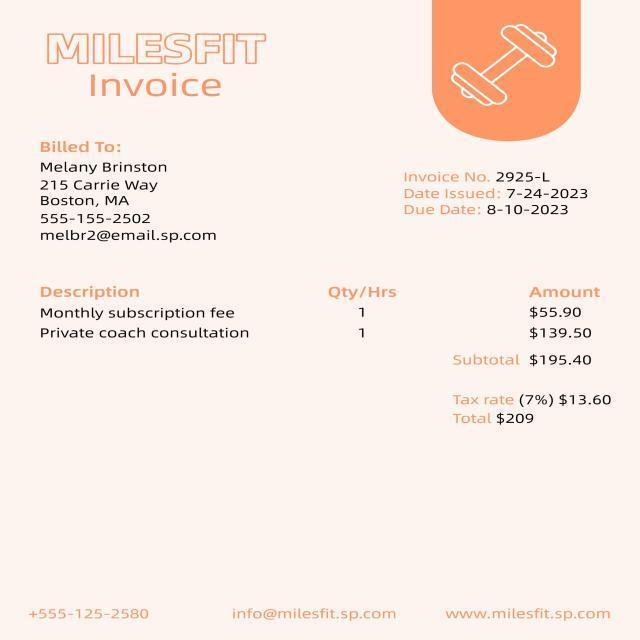 MILESFIT
Invoice
Billed To:
Melany Brinston
215 Carrie Way
Boston, MA
555-155-2502
melbr2@email.sp.com
Invoice No. 2925-L
Date Issued: 7-24-2023
Due Date: 8-10-2023
Description Qty/Hrs Amount
Monthly subscription fee 1 $55.90
Private coach consultation 1 $139.50
Subtotal $195.40
Tax rate (7%) $13.60
Total $209
+555-125-2580 info@milesfit.sp.com www.milesfit.sp.com